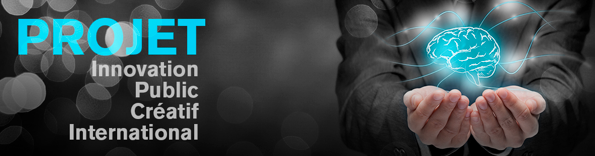 PROJET
Innovation
Public
Créatif
International